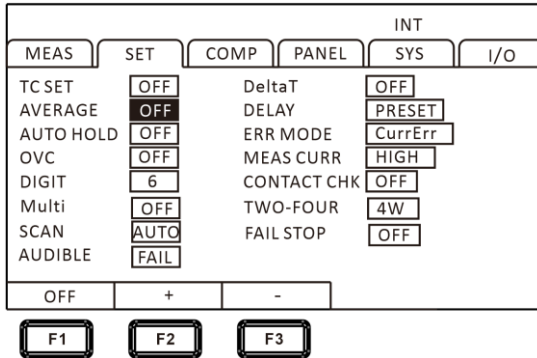 INT
MEAS SET COMP PANEL SYS I/O
TC SET OFF DeltaT OFF
AVERAGE OFF DELAY PRESET
AUTO HOLD OFF ERR MODE CurrErr
OVC OFF MEAS CURR HIGH
DIGIT 6 CONTACT CHK OFF
Multi OFF TWO-FOUR 4W
SCAN AUTO FAIL STOP OFF
AUDIBLE FAIL
OFF + -
F1 F2 F3